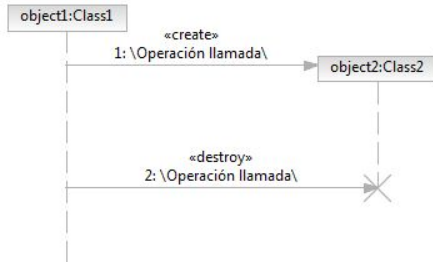 object1:Class1
«create»
1: \Operación llamada\
object2:Class2
«destroy»
2: \Operación llamada\